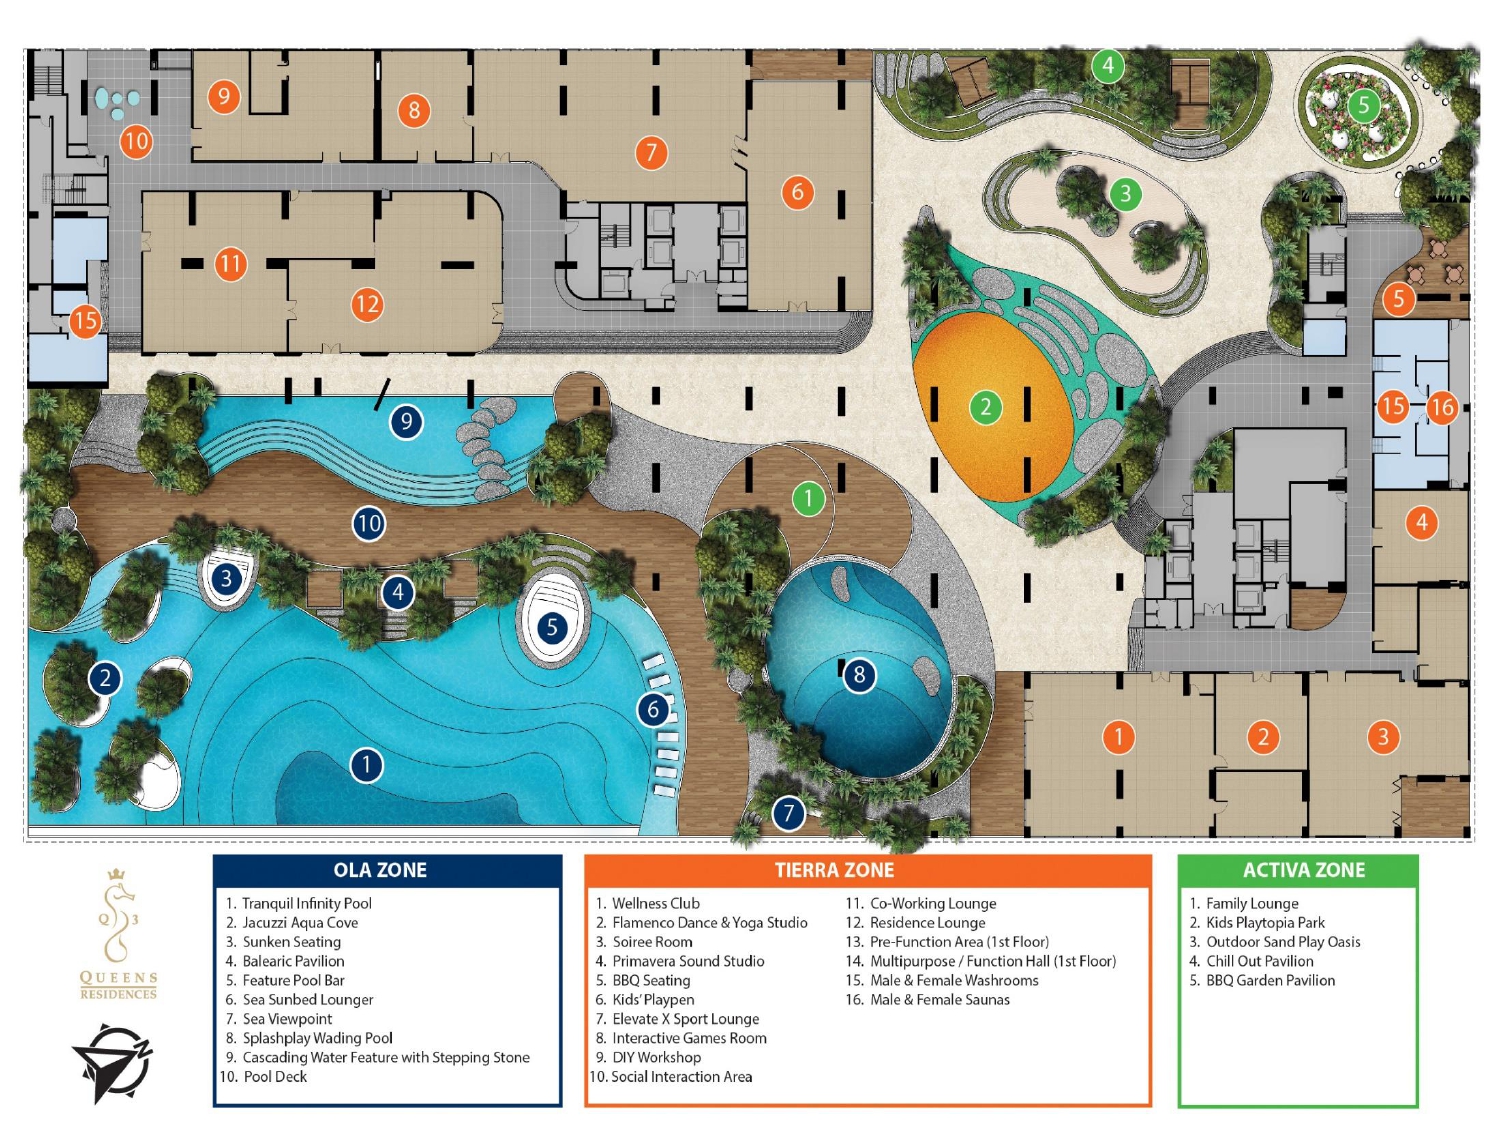 9
8
10
7
6
11
12
15
4
5
3
5
2
15
16
4
9
10
1
3
4
5
2
6
1
8
7
1
2
3
OLA ZONE
1. Tranquil Infinity Pool
2. Jacuzzi Aqua Cove
3. Sunken Seating
4. Balearic Pavilion
5. Feature Pool Bar
6. Sea Sunbed Lounger
7. Sea Viewpoint
8. Splashplay Wading Pool
9. Cascading Water Feature with Stepping Stone
10. Pool Deck
TIERRA ZONE
1. Wellness Club
2. Flamenco Dance & Yoga Studio
3. Soiree Room
4. Primavera Sound Studio
5. BBQ Seating
6. Kids' Playpen
7. Elevate X Sport Lounge
8. Interactive Games Room
9. DIY Workshop
10. Social Interaction Area
11. Co-Working Lounge
12. Residence Lounge
13. Pre-Function Area (1st Floor)
14. Multipurpose / Function Hall (1st Floor)
15. Male & Female Washrooms
16. Male & Female Saunas
ACTIVA ZONE
1. Family Lounge
2. Kids Playtopia Park
3. Outdoor Sand Play Oasis
4. Chill Out Pavilion
5. BBQ Garden Pavilion
Q 3
QUEENS
RESIDENCES
N